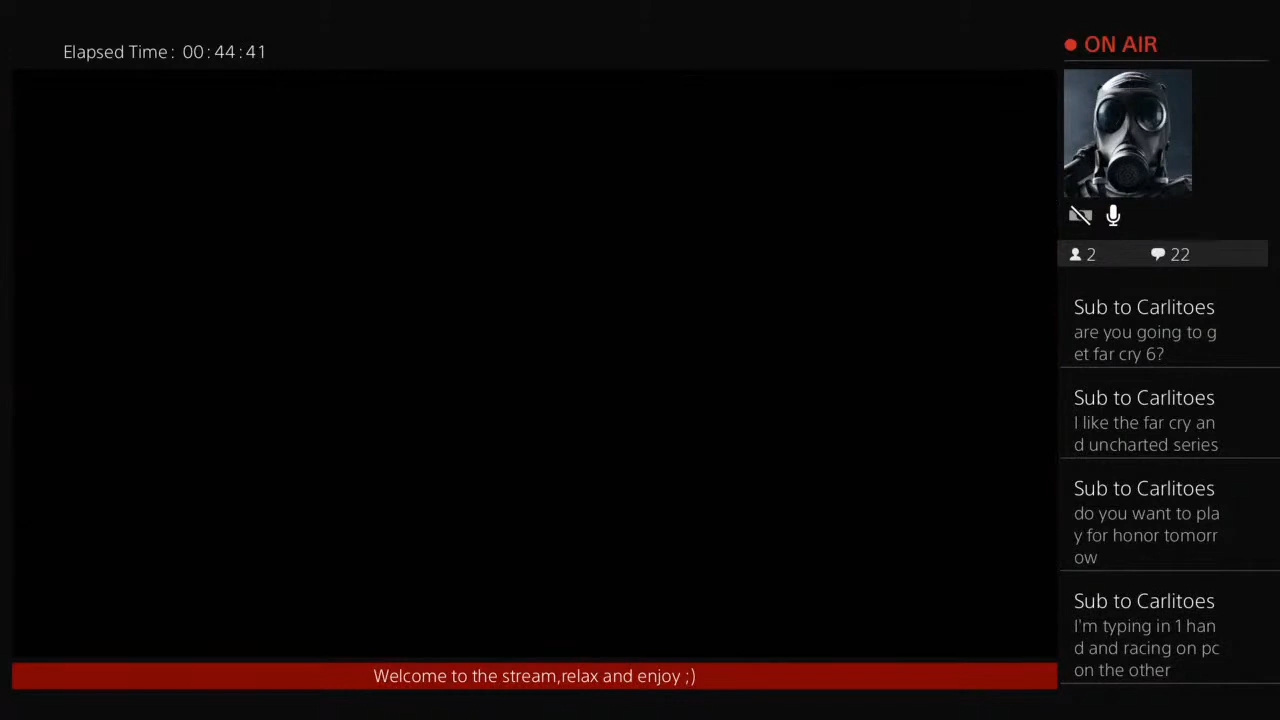 Elapsed Time: 00:44:41
ON AIR
2 22
Sub to Carlitoes
are you going to g
et far cry 6?
Sub to Carlitoes
I like the far cry an
d uncharted series
Sub to Carlitoes
do you want to pla
y for honor tomorr
ow
Sub to Carlitoes
I'm typing in 1 han
d and racing on pc
on the other
Welcome to the stream,relax and enjoy ;)